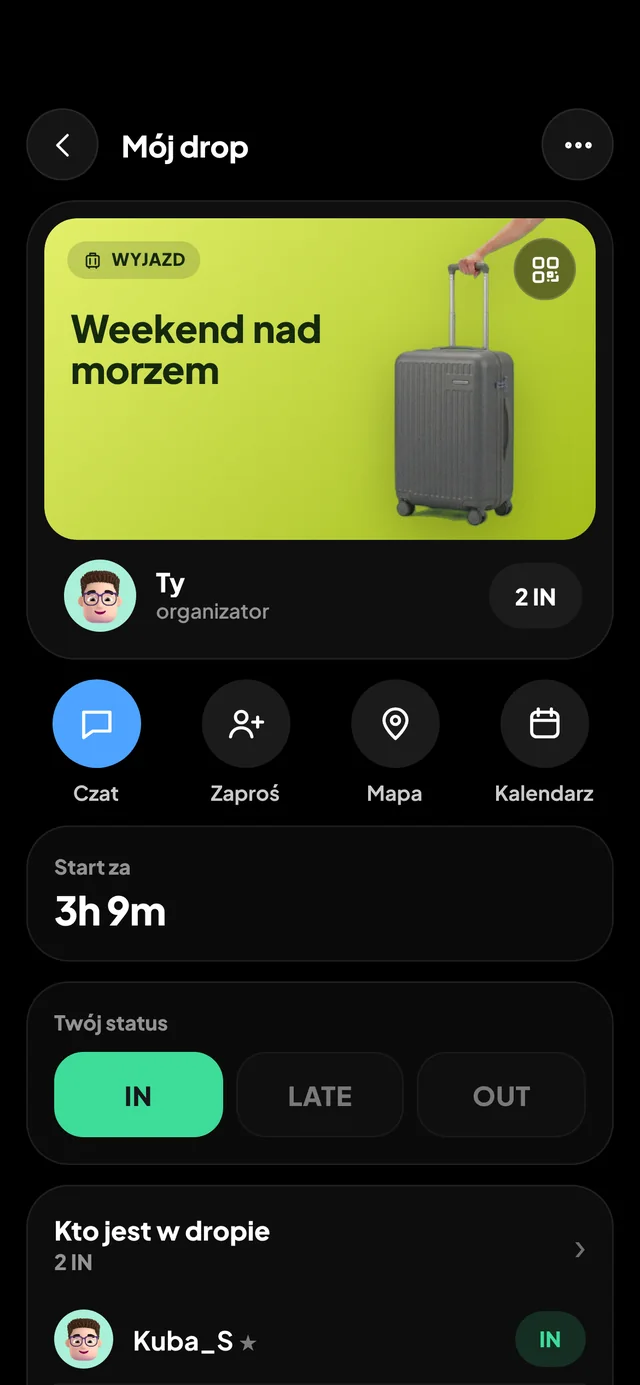 Mój drop
WYJAZD
Weekend nad
morzem
Ty
organizator
2 IN
Czat
Zaproś
Mapa
Kalendarz
Start za
3h 9m
Twój status
IN
LATE
OUT
Kto jest w dropie
2 IN
Kuba_S
IN